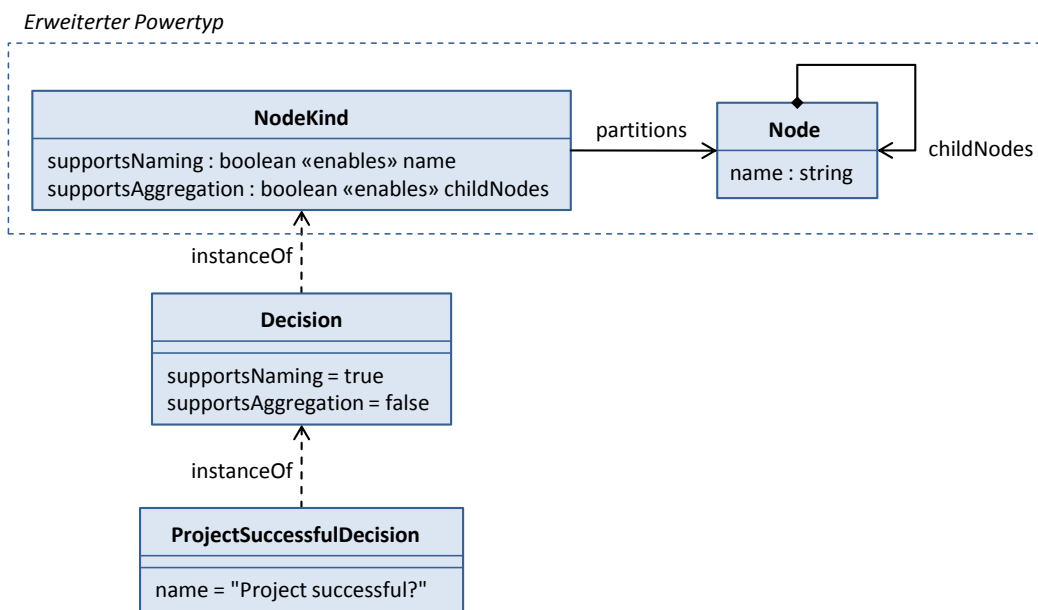 Erweiterter Powertyp
NodeKind
supportsNaming : boolean «enables» name
supportsAggregation : boolean «enables» childNodes
partitions
Node
name : string
childNodes
instanceOf
Decision
supportsNaming = true
supportsAggregation = false
instanceOf
ProjectSuccessfulDecision
name = "Project successful?"